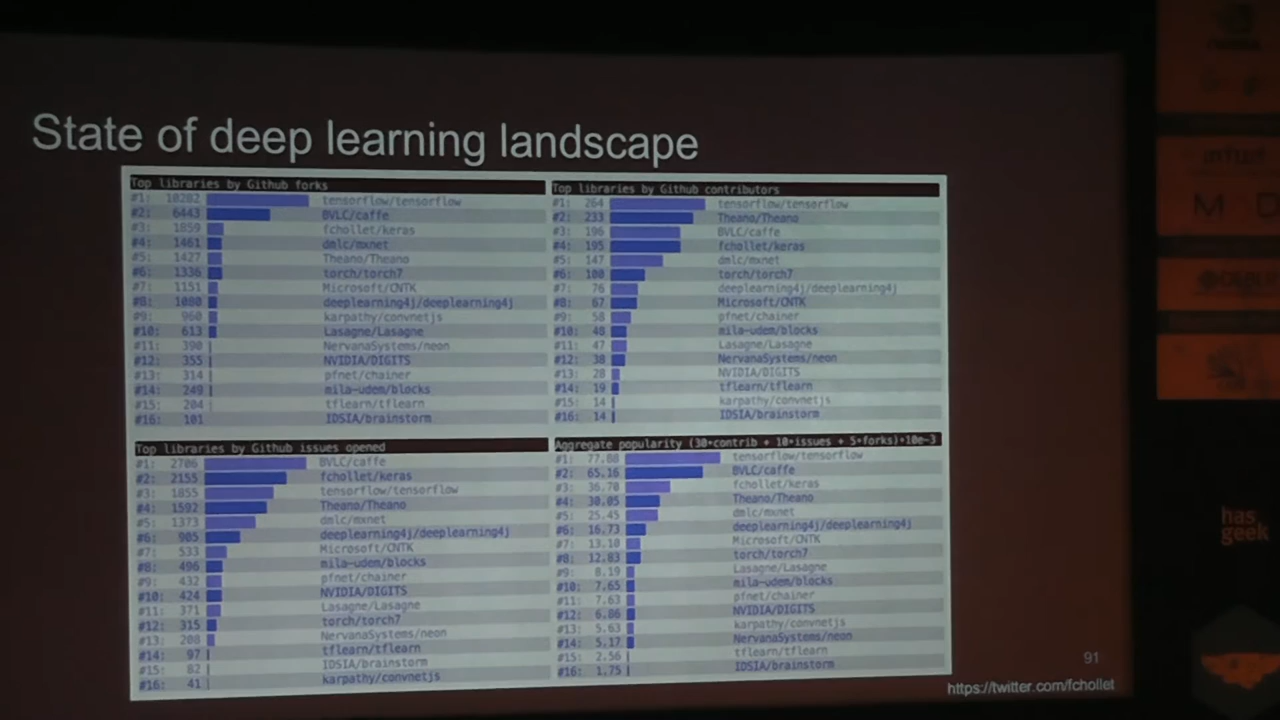 State of deep learning landscape
Top libraries by Github forks
#1: 10202 tensorflow/tensorflow
#2: 6443 BVLC/caffe
#3: 1859 fchollet/keras
#4: 1461 dmlc/mxnet
#5: 1427 Theano/Theano
#6: 1336 torch/torch7
#7: 1151 Microsoft/CNTK
#8: 1080 deeplearning4j/deeplearning4j
#9: 960 karpathy/convnetjs
#10: 613 Lasagne/Lasagne
#11: 390 NervanaSystems/neon
#12: 355 NVIDIA/DIGITS
#13: 314 pfnet/chainer
#14: 249 mila-udem/blocks
#15: 204 tflearn/tflearn
#16: 101 IDSIA/brainstorm
Top libraries by Github contributors
#1: 264 tensorflow/tensorflow
#2: 233 Theano/Theano
#3: 196 BVLC/caffe
#4: 195 fchollet/keras
#5: 147 dmlc/mxnet
#6: 100 torch/torch7
#7: 76 deeplearning4j/deeplearning4j
#8: 67 Microsoft/CNTK
#9: 58 pfnet/chainer
#10: 48 mila-udem/blocks
#11: 47 Lasagne/Lasagne
#12: 38 NervanaSystems/neon
#13: 28 NVIDIA/DIGITS
#14: 19 tflearn/tflearn
#15: 14 karpathy/convnetjs
#16: 14 IDSIA/brainstorm
Top libraries by Github issues opened
#1: 2706 BVLC/caffe
#2: 2155 fchollet/keras
#3: 1855 tensorflow/tensorflow
#4: 1592 Theano/Theano
#5: 1373 dmlc/mxnet
#6: 905 deeplearning4j/deeplearning4j
#7: 533 Microsoft/CNTK
#8: 496 mila-udem/blocks
#9: 432 pfnet/chainer
#10: 424 NVIDIA/DIGITS
#11: 371 Lasagne/Lasagne
#12: 315 torch/torch7
#13: 208 NervanaSystems/neon
#14: 97 tflearn/tflearn
#15: 82 IDSIA/brainstorm
#16: 41 karpathy/convnetjs
Aggregate popularity (30•contrib + 10•issues + 5•forks)•10e-3
#1: 77.88 tensorflow/tensorflow
#2: 65.16 BVLC/caffe
#3: 36.70 fchollet/keras
#4: 30.05 Theano/Theano
#5: 25.45 dmlc/mxnet
#6: 16.73 deeplearning4j/deeplearning4j
#7: 13.10 Microsoft/CNTK
#8: 12.83 torch/torch7
#9: 8.19 Lasagne/Lasagne
#10: 7.65 mila-udem/blocks
#11: 7.63 pfnet/chainer
#12: 6.86 NVIDIA/DIGITS
#13: 5.63 karpathy/convnetjs
#14: 5.17 NervanaSystems/neon
#15: 2.56 tflearn/tflearn
#16: 1.75 IDSIA/brainstorm
91
https://twitter.com/fchollet
M D
has
geek